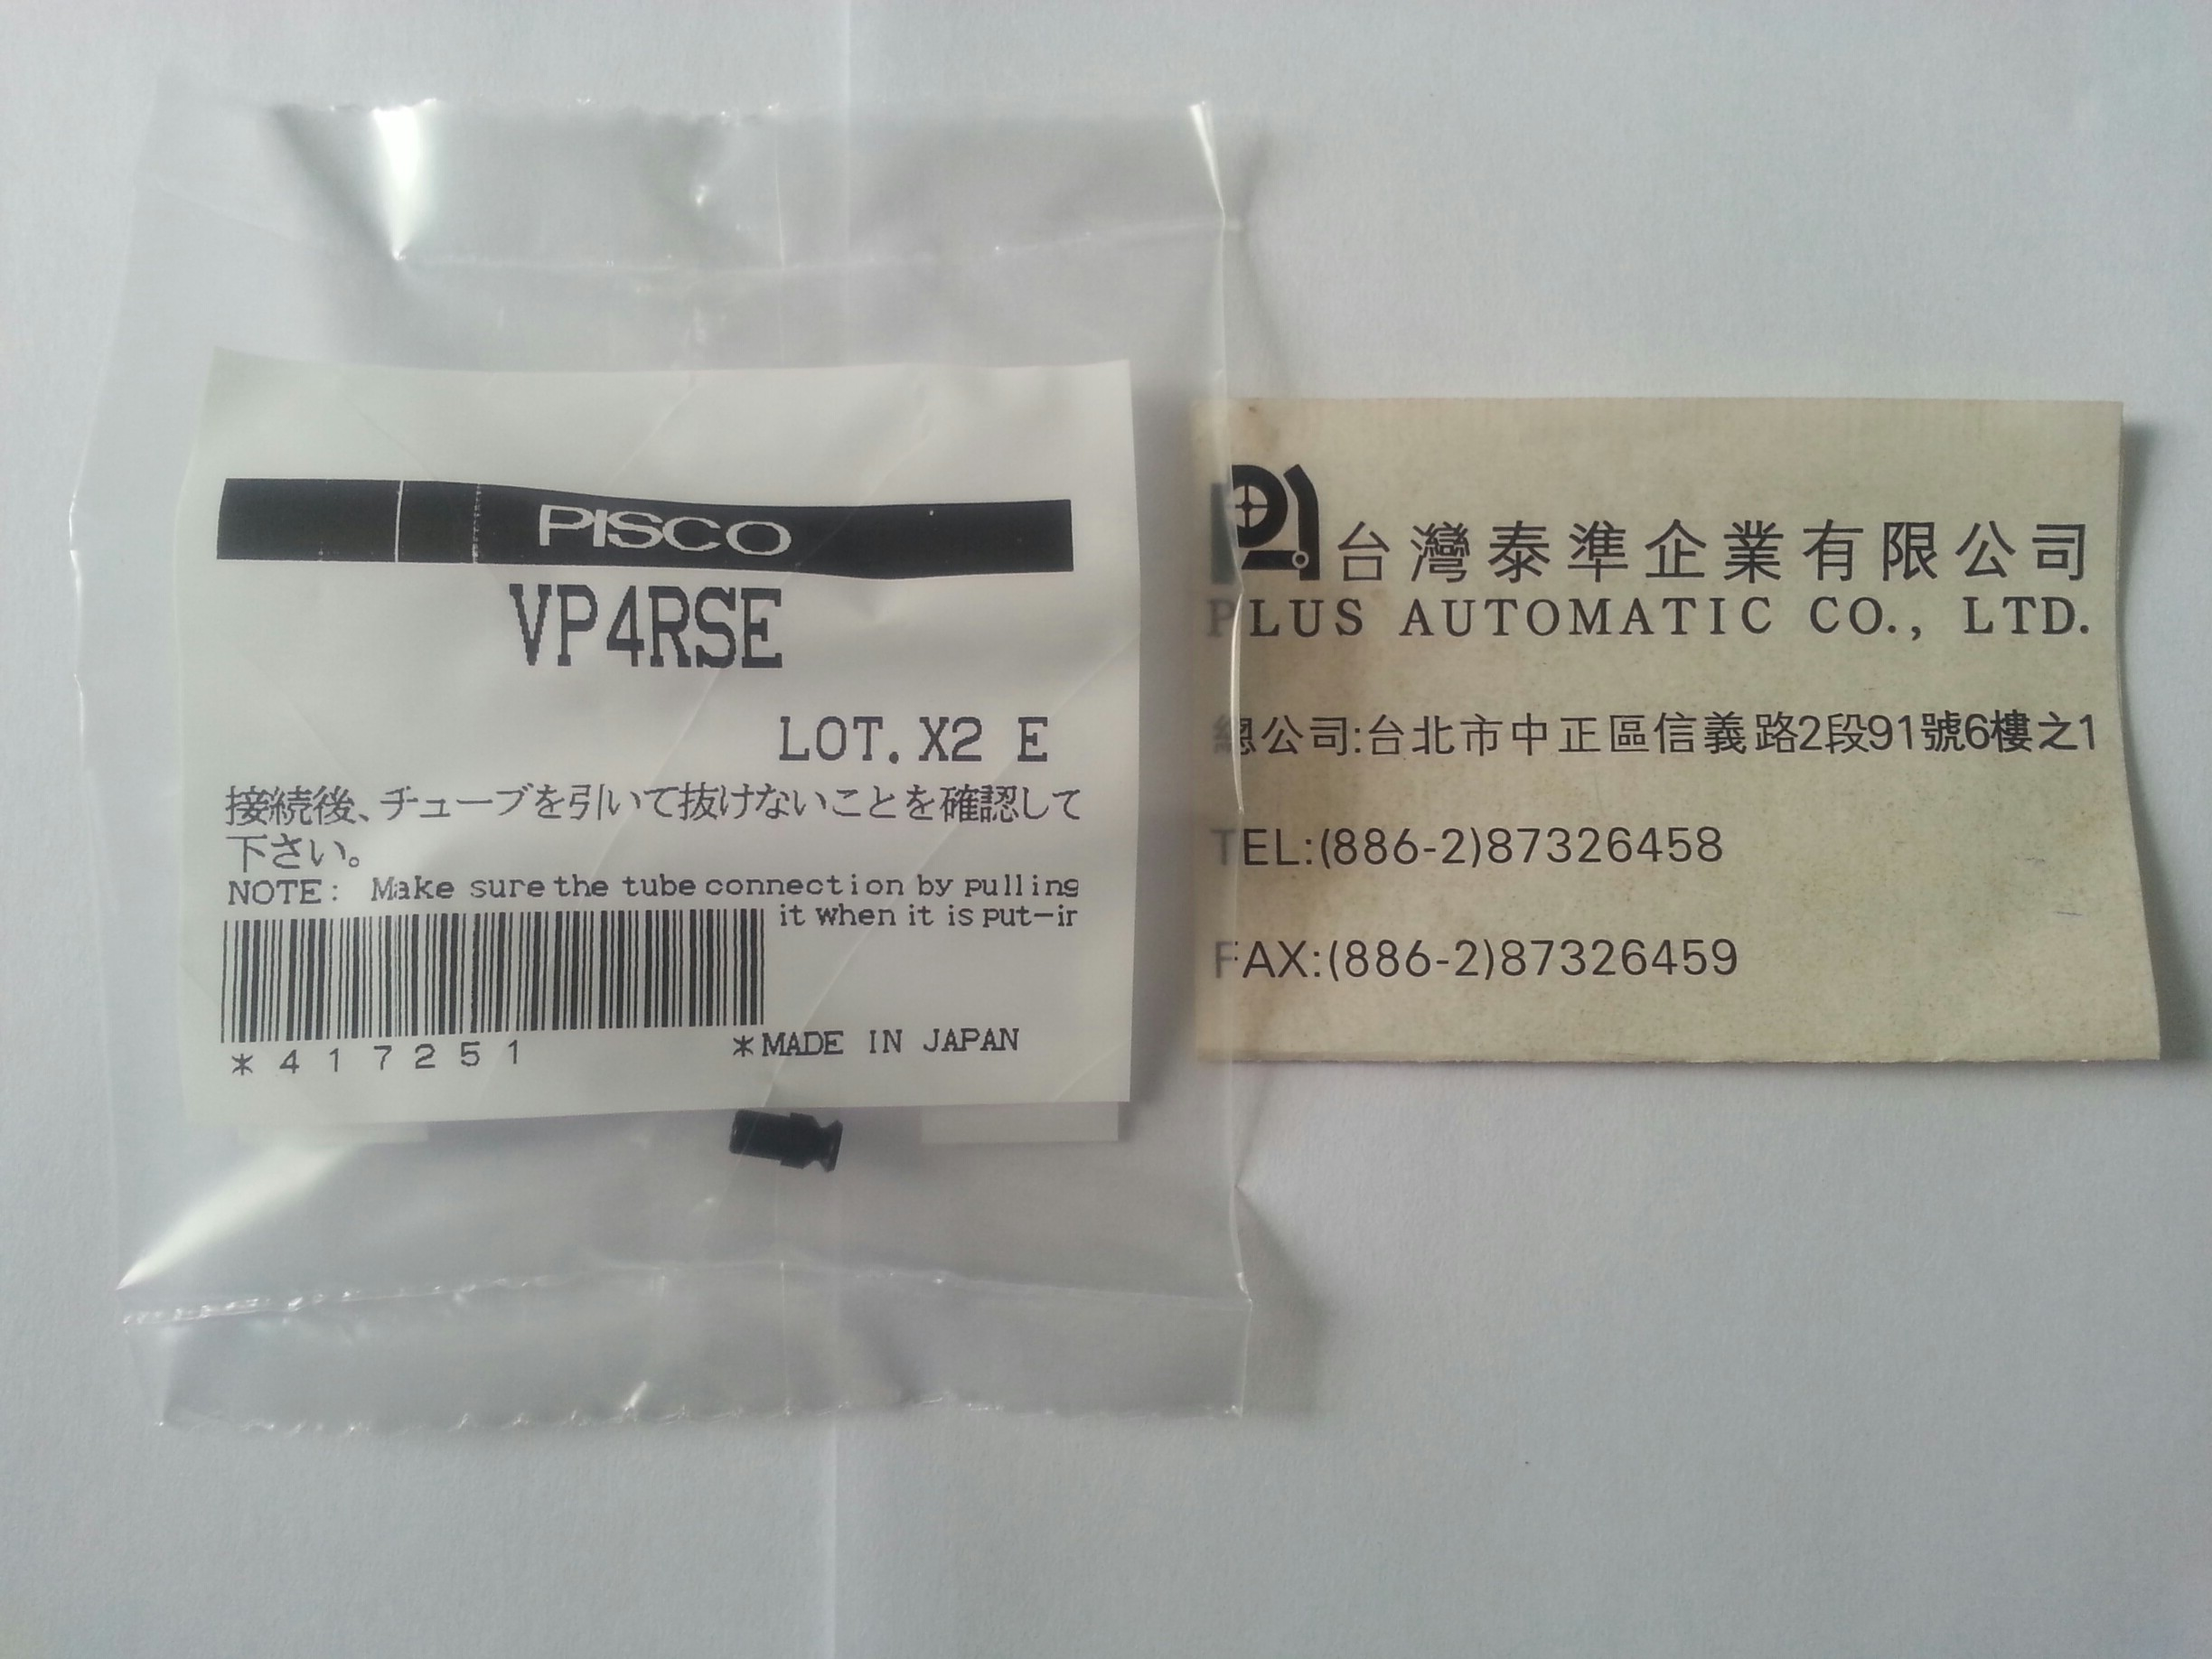 PISCO
VP4RSE
LOT. X2 E
接続後、チューブを引いて抜けないことを確認して
下さい。
NOTE: Make sure the tube connection by pulling
it when it is put-in
*417251*
MADE IN JAPAN
台灣泰準企業有限公司
PLUS AUTOMATIC CO., LTD.
總公司:台北市中正區信義路2段91號6樓之1
TEL:(886-2)87326458
FAX:(886-2)87326459